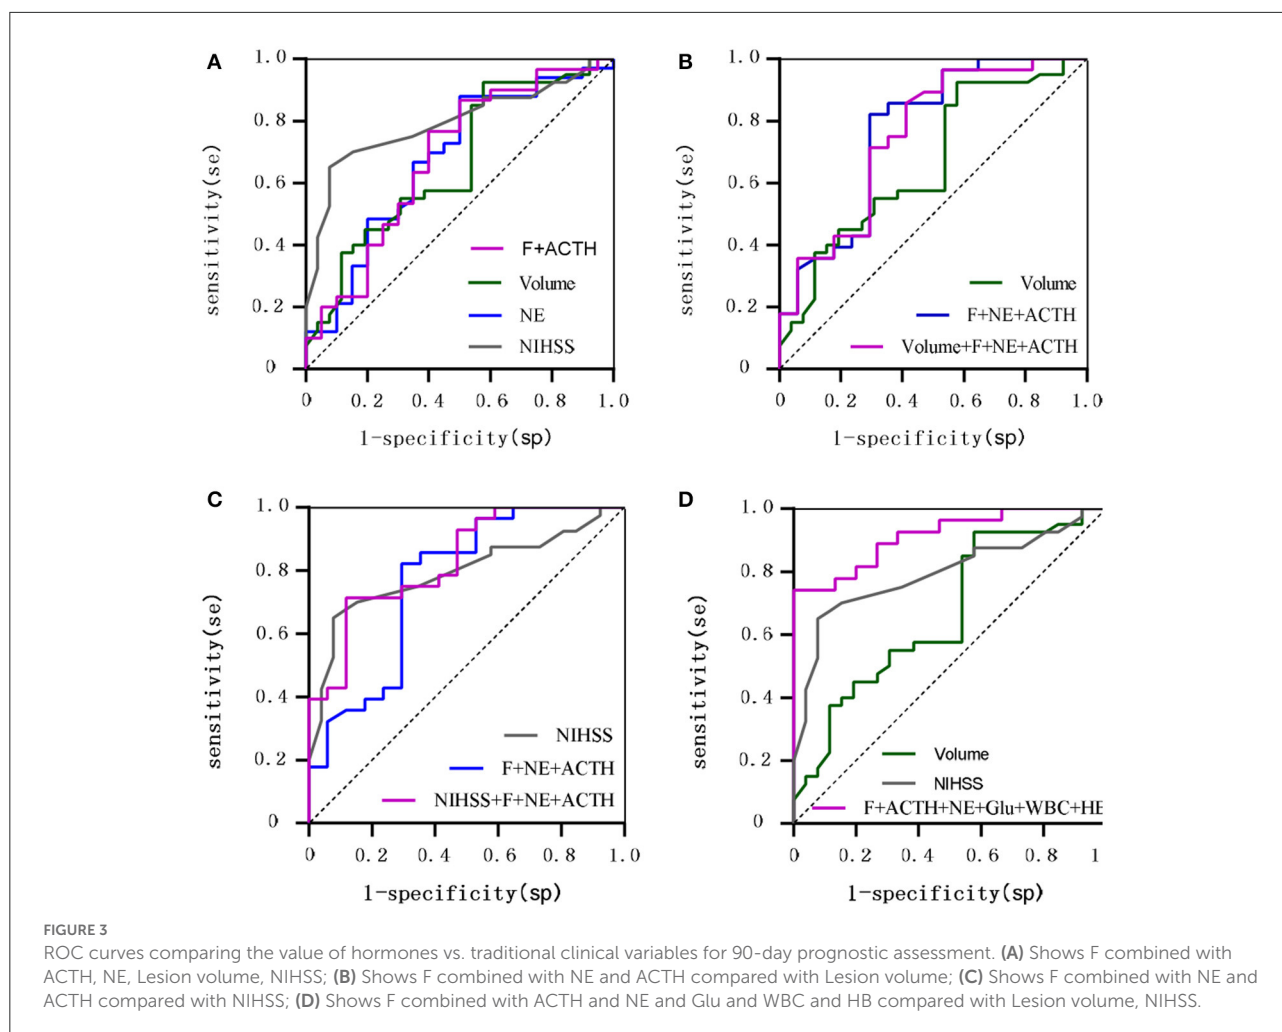 A
1.0
0.8
0.6
0.4
0.2
0
sensitivity(se)
F+ACTH
Volume
NE
NIHSS
0 0.2 0.4 0.6 0.8 1.0
1-specificity(sp)
B
1.0
0.8
0.6
0.4
0.2
0
sensitivity(se)
Volume
F+NE+ACTH
Volume+F+NE+ACTH
0 0.2 0.4 0.6 0.8 1.0
1-specificity(sp)
C
1.0
0.8
0.6
0.4
0.2
0
sensitivity(se)
NIHSS
F+NE+ACTH
NIHSS+F+NE+ACTH
0 0.2 0.4 0.6 0.8 1.0
1-specificity(sp)
D
1.0
0.8
0.6
0.4
0.2
0
sensitivity(se)
Volume
NIHSS
F+ACTH+NE+Glu+WBC+HB
0 0.2 0.4 0.6 0.8 1
1-specificity(sp)
FIGURE 3
ROC curves comparing the value of hormones vs. traditional clinical variables for 90-day prognostic assessment. (A) Shows F combined with
ACTH, NE, Lesion volume, NIHSS; (B) Shows F combined with NE and ACTH compared with Lesion volume; (C) Shows F combined with NE and
ACTH compared with NIHSS; (D) Shows F combined with ACTH and NE and Glu and WBC and HB compared with Lesion volume, NIHSS.